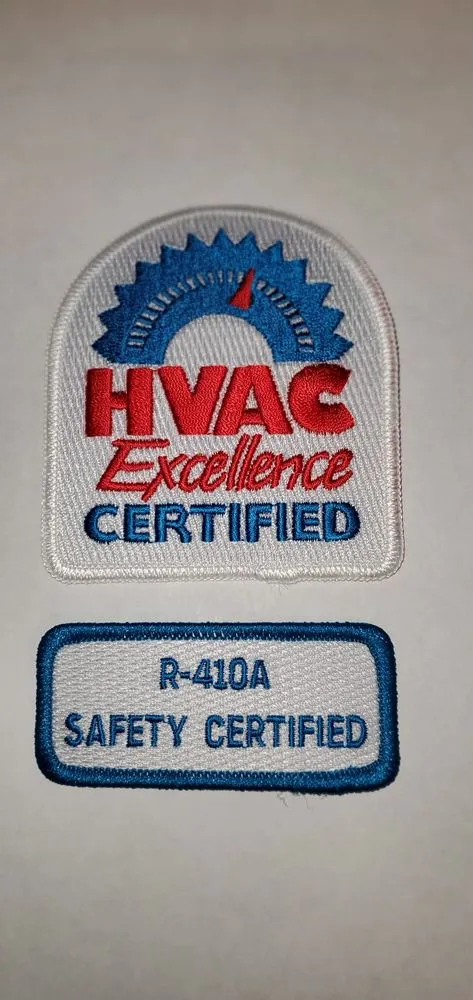 HVAC
Excellence
CERTIFIED
R-410A
SAFETY CERTIFIED